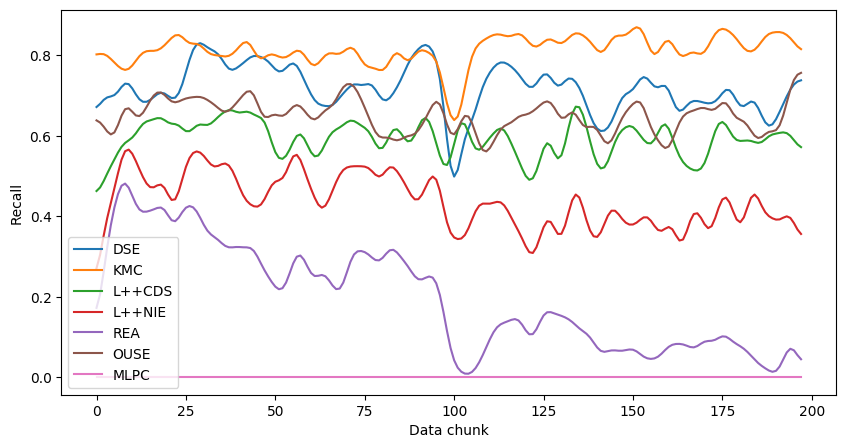 Recall
0.8
0.6
0.4
0.2
0.0
DSE
KMC
L++CDS
L++NIE
REA
OUSE
MLPC
0
25
50
75
100
125
150
175
200
Data chunk